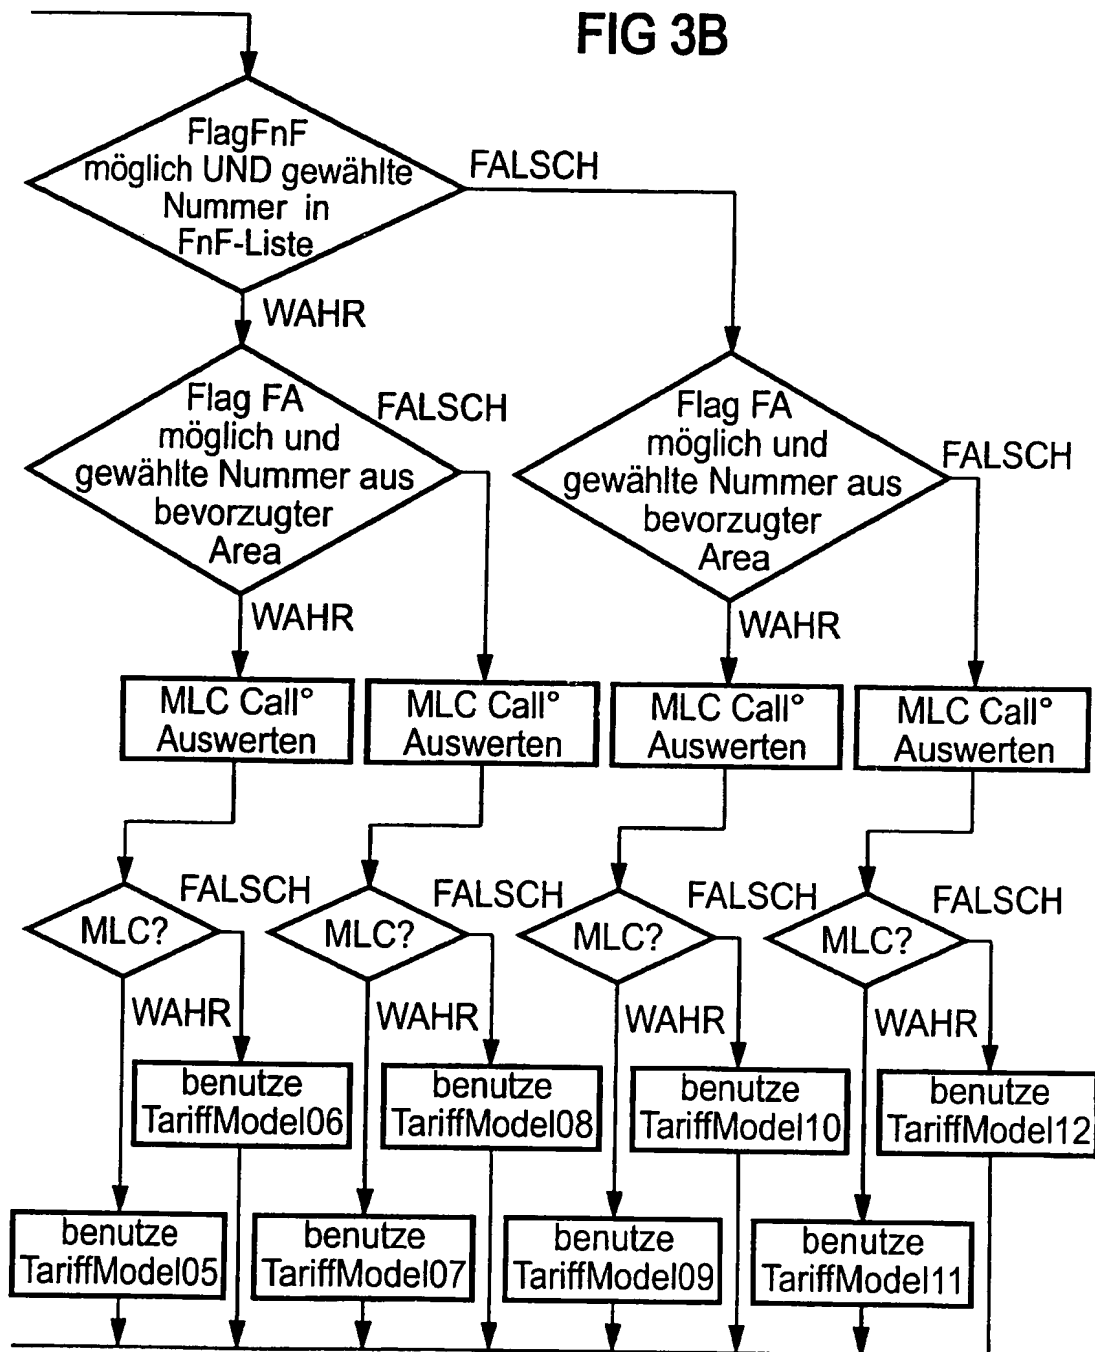 FIG 3B
FlagFnF
möglich UND gewählte
Nummer in
FnF-Liste
FALSCH
WAHR
Flag FA
möglich und
gewählte Nummer aus
bevorzugter
Area
FALSCH
WAHR
Flag FA
möglich und
gewählte Nummer aus
bevorzugter
Area
FALSCH
WAHR
MLC Call°
Auswerten
MLC Call°
Auswerten
MLC Call°
Auswerten
MLC Call°
Auswerten
MLC?
FALSCH
WAHR
MLC?
FALSCH
WAHR
MLC?
FALSCH
WAHR
MLC?
FALSCH
WAHR
benutze
TariffModel06
benutze
TariffModel08
benutze
TariffModel10
benutze
TariffModel12
benutze
TariffModel05
benutze
TariffModel07
benutze
TariffModel09
benutze
TariffModel11